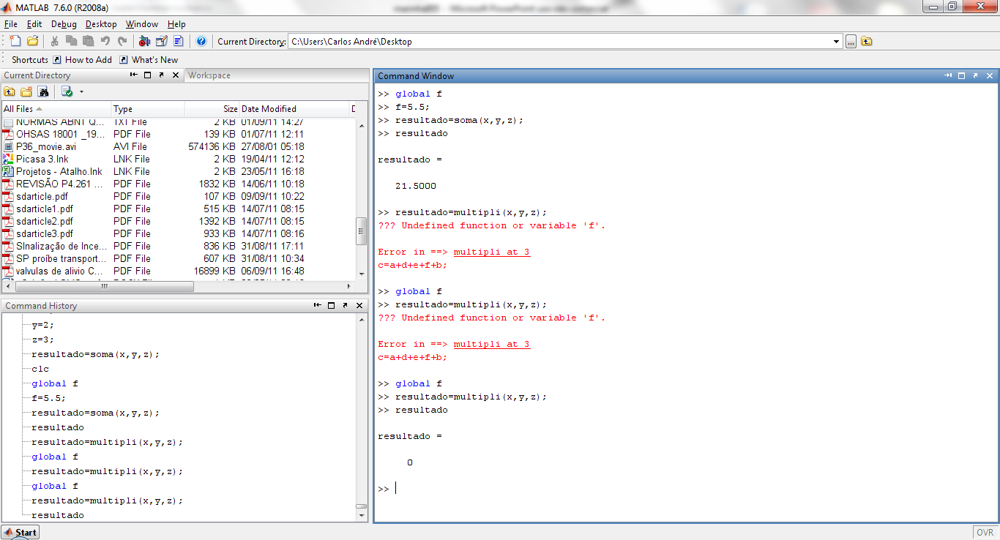 MATLAB 7.6.0 (R2008a)
File Edit Debug Desktop Window Help
Current Directory: C:\Users\Carlos André\Desktop
Shortcuts How to Add What's New
Current Directory
Workspace
All Files Type Size Date Modified D
NORMAS ABNT Q... TXT File 2 KB 01/09/11 14:27
OHSAS 18001 _19... PDF File 139 KB 01/07/11 12:11
P36_movie.avi AVI File 574136 KB 27/08/01 05:18
Picasa 3.lnk LNK File 2 KB 19/04/11 12:12
Projetos - Atalho.lnk LNK File 2 KB 23/05/11 16:18
REVISÃO P4.261 ... PDF File 1832 KB 14/06/11 10:18
sdarticle.pdf PDF File 107 KB 09/09/11 10:22
sdarticle1.pdf PDF File 515 KB 14/07/11 08:15
sdarticle2.pdf PDF File 1392 KB 14/07/11 08:15
sdarticle3.pdf PDF File 933 KB 14/07/11 08:16
SInalização de Ince... PDF File 836 KB 31/08/11 17:11
SP proíbe transport... PDF File 607 KB 31/08/11 10:34
valvulas de alivio C... PDF File 16899 KB 06/09/11 16:48
Command History
y=2;
z=3;
resultado=soma(x,y,z);
clc
global f
f=5.5;
resultado=soma(x,y,z);
resultado
resultado=multipli(x,y,z);
global f
resultado=multipli(x,y,z);
global f
resultado=multipli(x,y,z);
resultado
Command Window
>> global f
>> f=5.5;
>> resultado=soma(x,y,z);
>> resultado
resultado =
21.5000
>> resultado=multipli(x,y,z);
??? Undefined function or variable 'f'.
Error in ==> multipli at 3
c=a+d+e+f+b;
>> global f
>> resultado=multipli(x,y,z);
??? Undefined function or variable 'f'.
Error in ==> multipli at 3
c=a+d+e+f+b;
>> global f
>> resultado=multipli(x,y,z);
>> resultado
resultado =
0
>>
Start
OVR